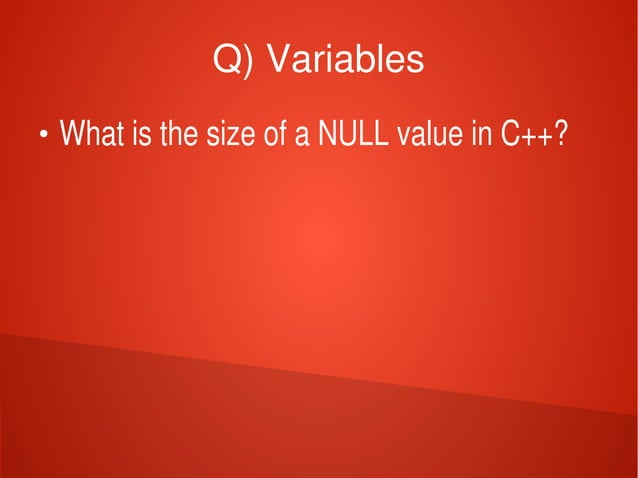 Q) Variables
• What is the size of a NULL value in C++?